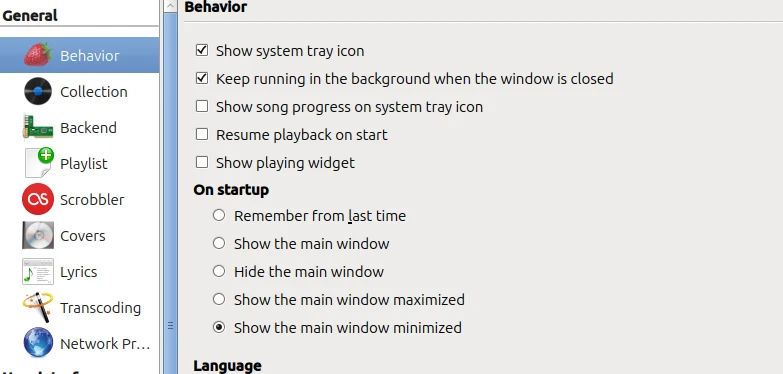 General
Behavior
Collection
Backend
Playlist
Scrobbler
Covers
Lyrics
Transcoding
Network Pr...
Behavior
Show system tray icon
Keep running in the background when the window is closed
Show song progress on system tray icon
Resume playback on start
Show playing widget
On startup
Remember from last time
Show the main window
Hide the main window
Show the main window maximized
Show the main window minimized
Language